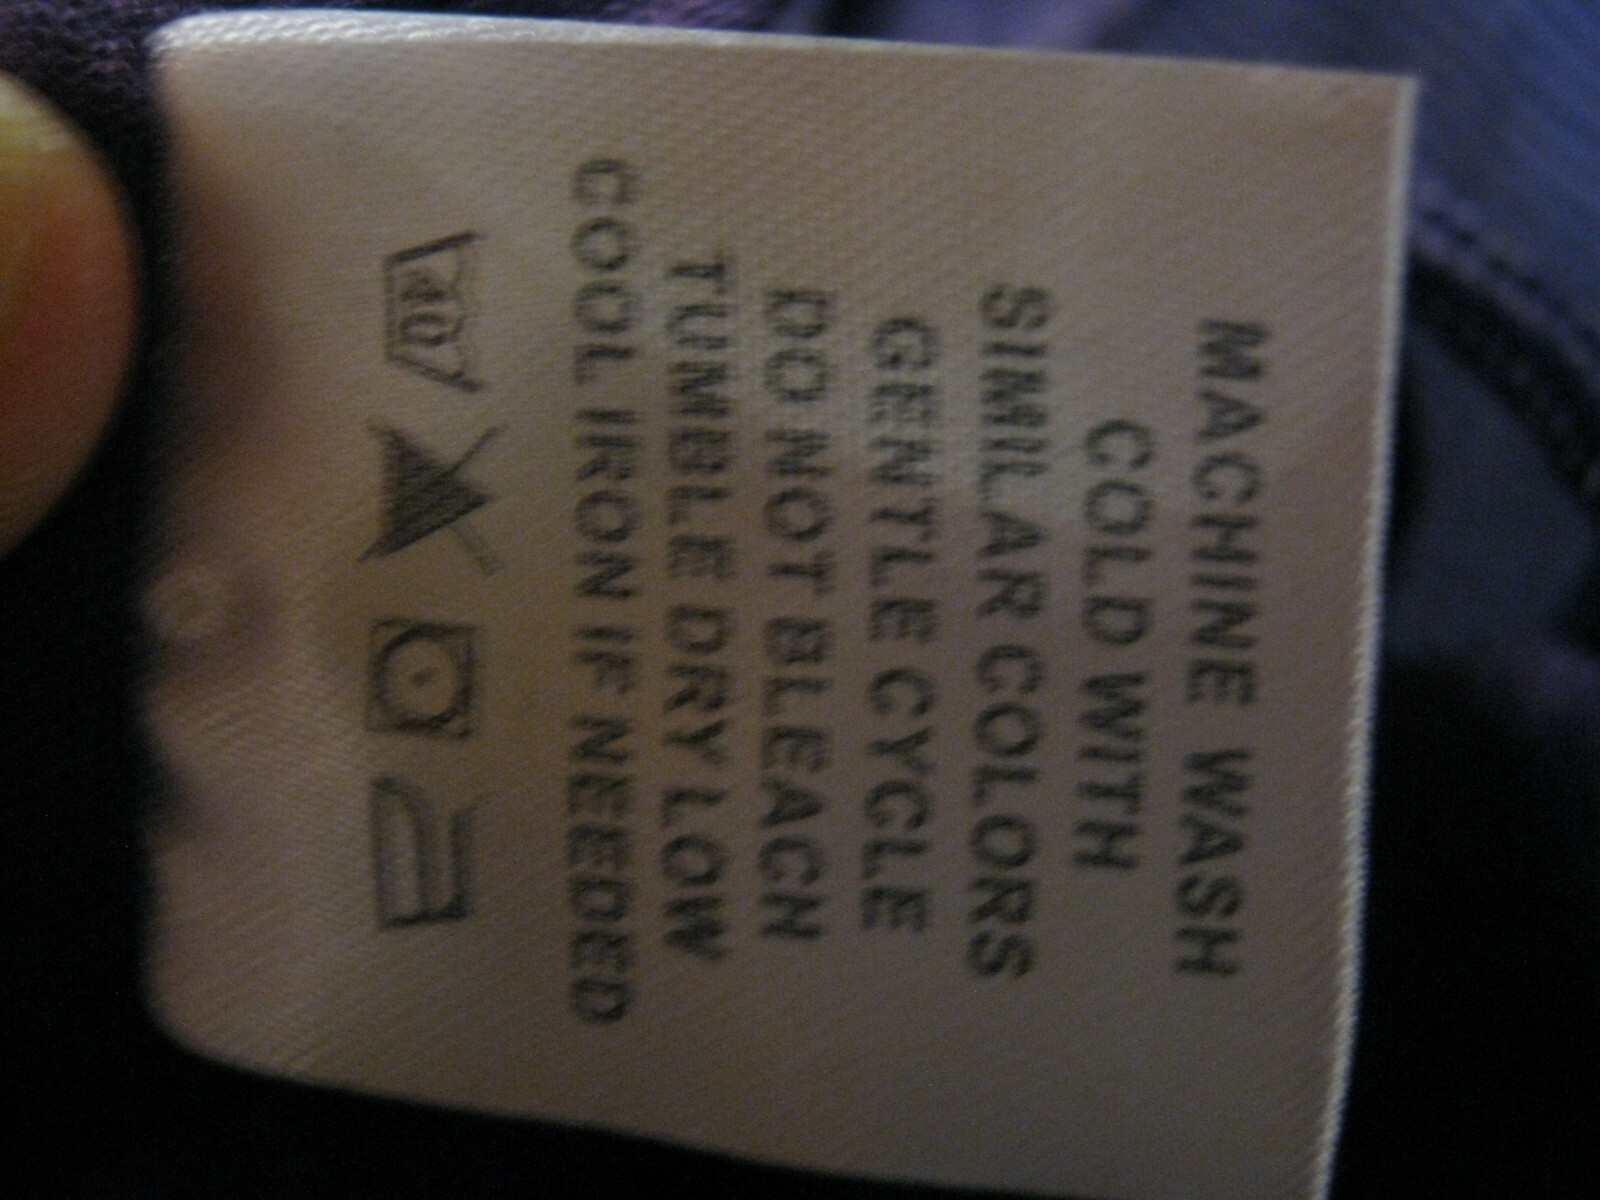 MACHINE WASH
COLD WITH
SIMILAR COLORS
GENTLE CYCLE
DO NOT BLEACH
TUMBLE DRY LOW
COOL IRON IF NEEDED
40